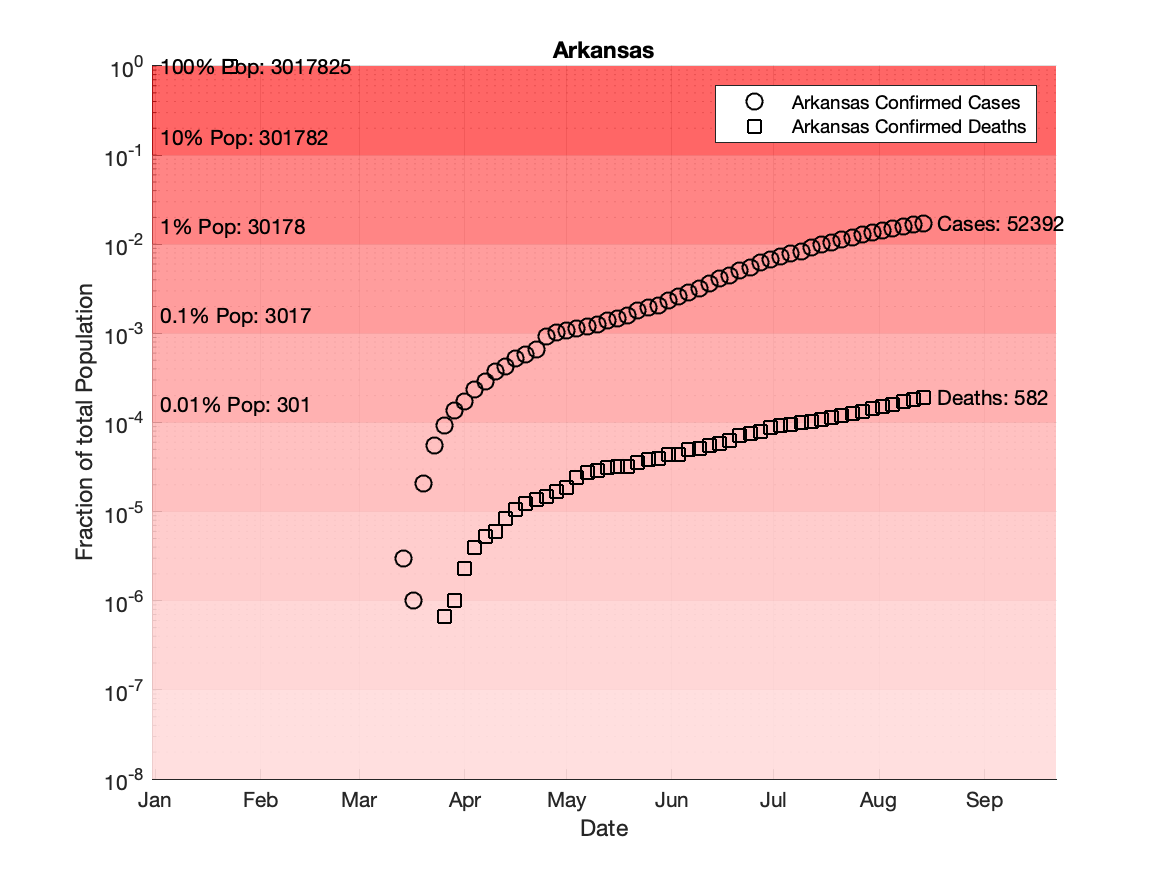 Arkansas
10^0
100% Pop: 3017825
Arkansas Confirmed Cases
Arkansas Confirmed Deaths
10% Pop: 301782
10^-1
1% Pop: 30178
Cases: 52392
10^-2
0.1% Pop: 3017
10^-3
0.01% Pop: 301
Deaths: 582
10^-4
10^-5
10^-6
10^-7
10^-8
Fraction of total Population
Jan Feb Mar Apr May Jun Jul Aug Sep
Date